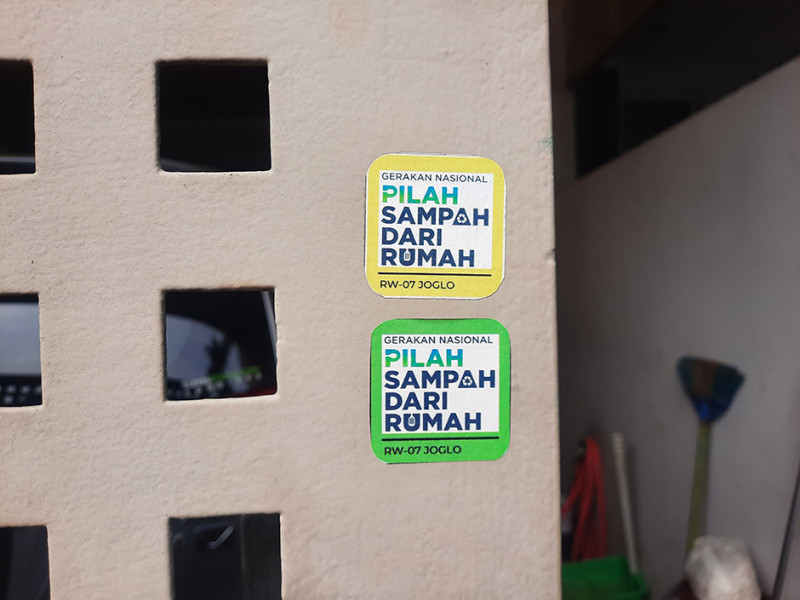 GERAKAN NASIONAL
PILAH
SAMPAH
DARI
RUMAH
RW-07 JOGLO
GERAKAN NASIONAL
PILAH
SAMPAH
DARI
RUMAH
RW-07 JOGLO